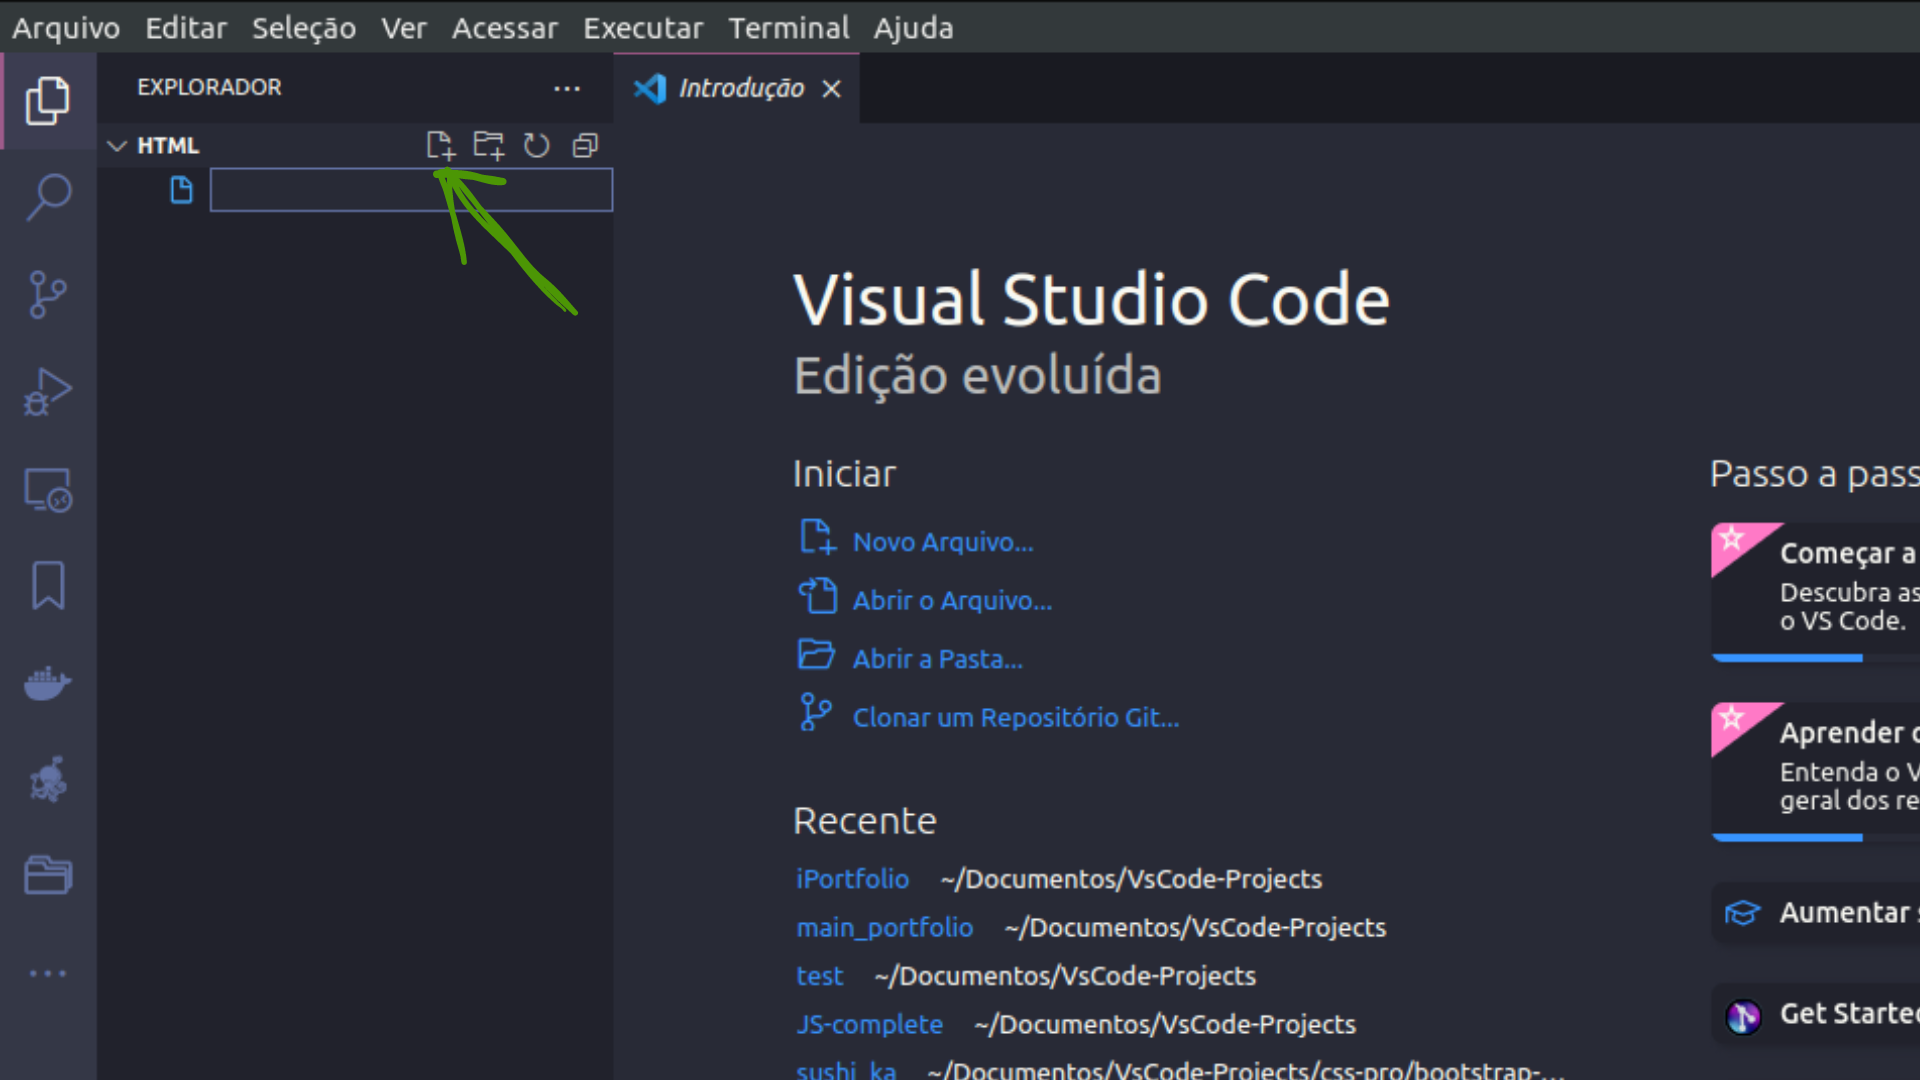 Arquivo Editar Seleção Ver Acessar Executar Terminal Ajuda
EXPLORADOR
Introdução
HTML
Visual Studio Code
Edição evoluída
Iniciar
Novo Arquivo...
Abrir o Arquivo...
Abrir a Pasta...
Clonar um Repositório Git...
Recente
iPortfolio ~/Documentos/VsCode-Projects
main_portfolio ~/Documentos/VsCode-Projects
test ~/Documentos/VsCode-Projects
JS-complete ~/Documentos/VsCode-Projects
sushi_ka ~/Documentos/VsCode-Projects/css-pro/bootstrap-...
Passo a pass
Começar a
Descubra as
o VS Code.
Aprender o
Entenda o V
geral dos re
Aumentar s
Get Started